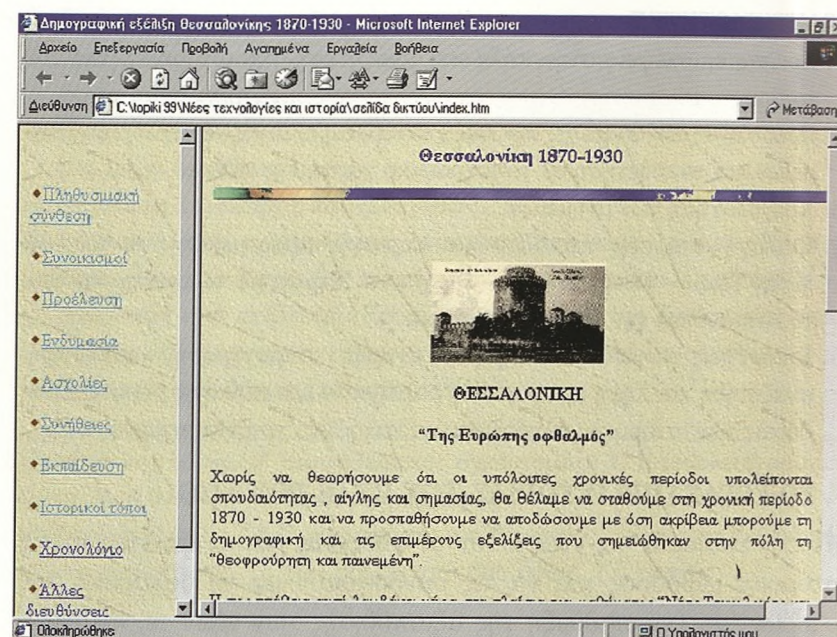 Δημογραφική εξέλιξη Θεσσαλονίκης 1870-1930 - Microsoft Internet Explorer
Αρχείο Επεξεργασία Προβολή Αγαπημένα Εργαλεία Βοήθεια
Διεύθυνση C:\topiki 99\Νέες τεχνολογίες και ιστορία\σελίδα δικτύου\index.htm Μετάβαση
Πληθυσμιακή
σύνθεση
Συνοικισμοί
Προέλευση
Ενδυμασία
Ασχολίες
Συνήθειες
Εκπαίδευση
Ιστορικοί τόποι
Χρονολόγιο
Άλλες
διευθύνσεις
Θεσσαλονίκη 1870-1930
ΘΕΣΣΑΛΟΝΙΚΗ
"Της Ευρώπης οφθαλμός"
Χωρίς να θεωρήσουμε ότι οι υπόλοιπες χρονικές περίοδοι υπολείπονται
σπουδαιότητας , αίγλης και σημασίας, θα θέλαμε να σταθούμε στη χρονική περίοδο
1870 - 1930 και να προσπαθήσουμε να αποδώσουμε με όση ακρίβεια μπορούμε τη
δημογραφική και τις επιμέρους εξελίξεις που σημειώθηκαν στην πόλη τη
"θεοφρούρητη και παινεμένη".
Ολοκληρώθηκε Ο Υπολογιστής μου